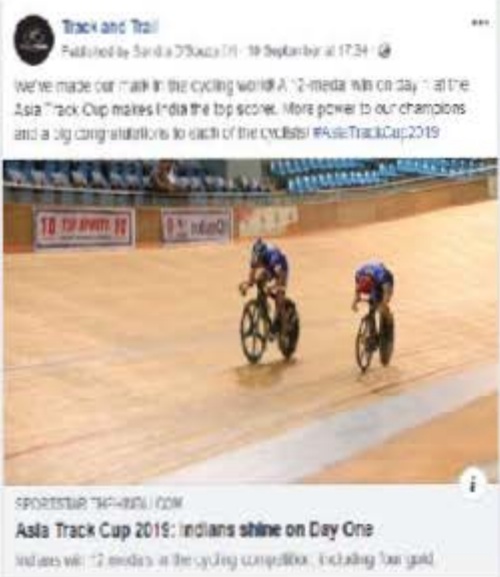 Track and Trail
Published by Sandra D'Souza · 19 September at 17:34
We've made our mark in the cycling world! A 12-medal win on day 1 at the
Asia Track Cup makes India the top scorer. More power to our champions
and a big congratulations to each of the cyclists! #AsiaTrackCup2019
10
10
SPORTSTAR.THEHINDU.COM
Asia Track Cup 2019: Indians shine on Day One
Indians win 12 medals in the cycling competition, including four gold